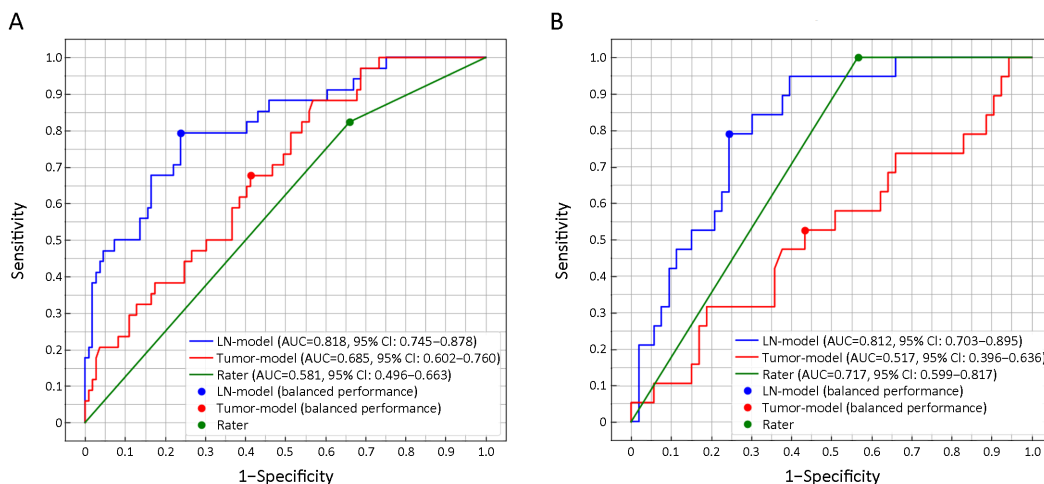 A
Sensitivity
1.0
0.9
0.8
0.7
0.6
0.5
0.4
0.3
0.2
0.1
0
LN-model (AUC=0.818, 95% CI: 0.745–0.878)
Tumor-model (AUC=0.685, 95% CI: 0.602–0.760)
Rater (AUC=0.581, 95% CI: 0.496–0.663)
LN-model (balanced performance)
Tumor-model (balanced performance)
Rater
0 0.1 0.2 0.3 0.4 0.5 0.6 0.7 0.8 0.9 1.0
1−Specificity
B
Sensitivity
1.0
0.9
0.8
0.7
0.6
0.5
0.4
0.3
0.2
0.1
0
LN-model (AUC=0.812, 95% CI: 0.703–0.895)
Tumor-model (AUC=0.517, 95% CI: 0.396–0.636)
Rater (AUC=0.717, 95% CI: 0.599–0.817)
LN-model (balanced performance)
Tumor-model (balanced performance)
Rater
0 0.1 0.2 0.3 0.4 0.5 0.6 0.7 0.8 0.9 1.0
1−Specificity